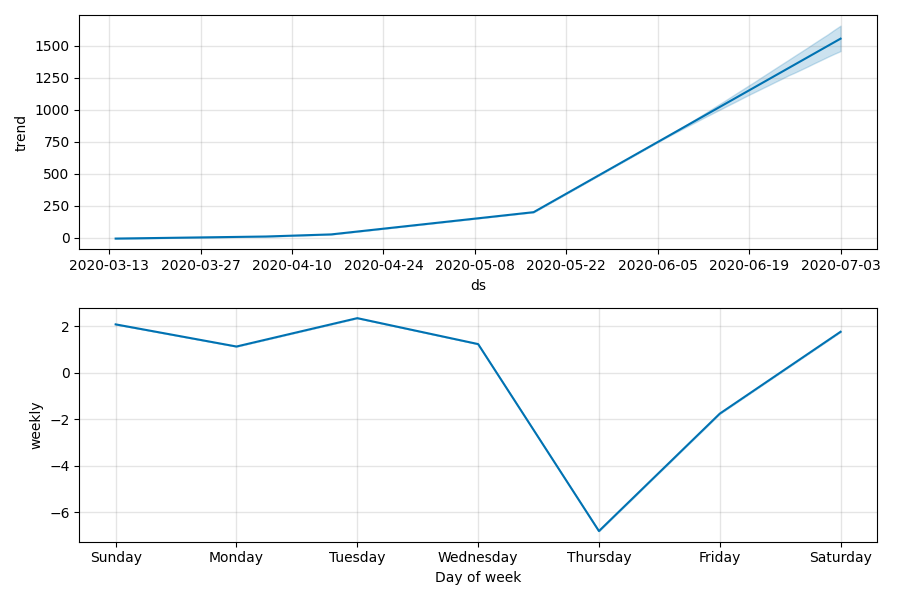 1500
1250
1000
750
500
250
0
trend
2020-03-13 2020-03-27 2020-04-10 2020-04-24 2020-05-08 2020-05-22 2020-06-05 2020-06-19 2020-07-03
ds
2
0
−2
−4
−6
weekly
Sunday Monday Tuesday Wednesday Thursday Friday Saturday
Day of week